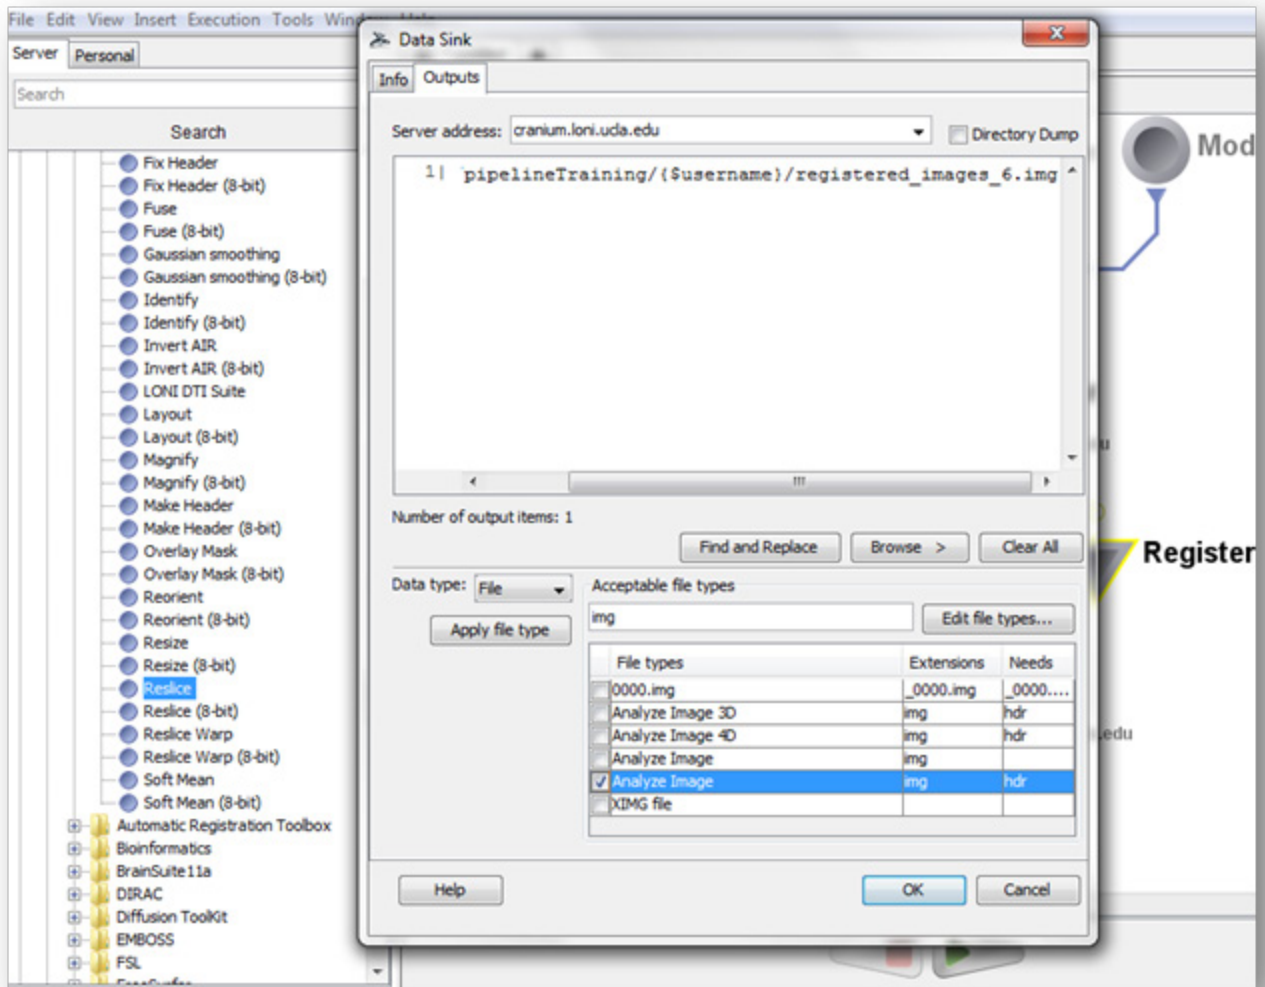 File Edit View Insert Execution Tools Window Help
Server Personal
Search
Search
Fix Header
Fix Header (8-bit)
Fuse
Fuse (8-bit)
Gaussian smoothing
Gaussian smoothing (8-bit)
Identify
Identify (8-bit)
Invert AIR
Invert AIR (8-bit)
LONI DTI Suite
Layout
Layout (8-bit)
Magnify
Magnify (8-bit)
Make Header
Make Header (8-bit)
Overlay Mask
Overlay Mask (8-bit)
Reorient
Reorient (8-bit)
Resize
Resize (8-bit)
Reslice
Reslice (8-bit)
Reslice Warp
Reslice Warp (8-bit)
Soft Mean
Soft Mean (8-bit)
Automatic Registration Toolbox
Bioinformatics
BrainSuite11a
DIRAC
Diffusion ToolKit
EMBOSS
FSL
Data Sink
Info Outputs
Server address: cranium.loni.ucla.edu Directory Dump
1| pipelineTraining/{$username}/registered_images_6.img
Number of output items: 1
Find and Replace Browse > Clear All
Data type: File Acceptable file types
img Edit file types...
Apply file type
File types Extensions Needs
0000.img _0000.img _0000....
Analyze Image 3D img hdr
Analyze Image 4D img hdr
Analyze Image img
Analyze Image img hdr
XIMG file
Help OK Cancel
Mod
Register
.edu